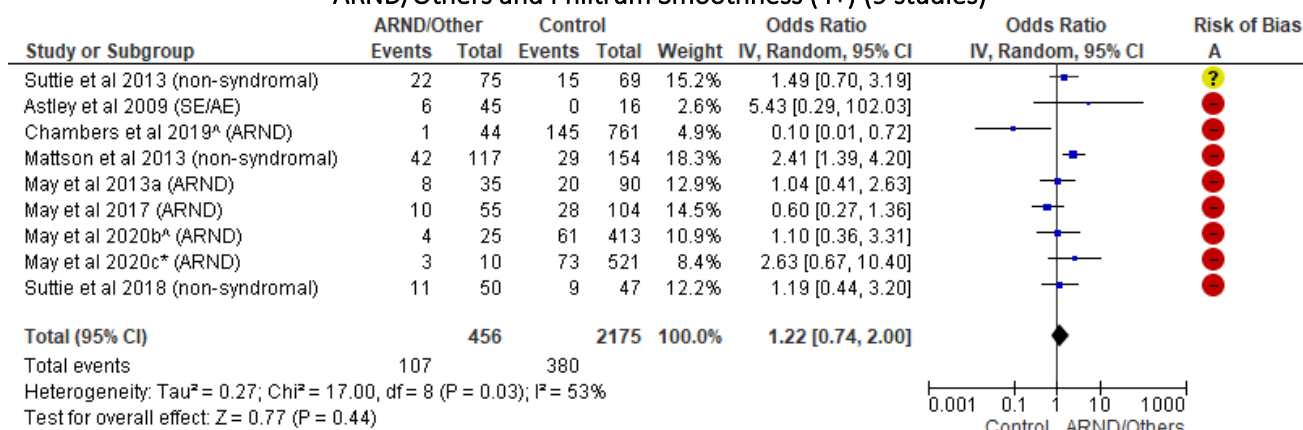 ARND/Others and Philtrum Smoothness (4+) (9 studies)
ARND/Other Control Odds Ratio Odds Ratio Risk of Bias
Study or Subgroup Events Total Events Total Weight IV, Random, 95% CI IV, Random, 95% CI A
Suttie et al 2013 (non-syndromal) 22 75 15 69 15.2% 1.49 [0.70, 3.19] ?
Astley et al 2009 (SE/AE) 6 45 0 16 2.6% 5.43 [0.29, 102.03] -
Chambers et al 2019^ (ARND) 1 44 145 761 4.9% 0.10 [0.01, 0.72] -
Mattson et al 2013 (non-syndromal) 42 117 29 154 18.3% 2.41 [1.39, 4.20] -
May et al 2013a (ARND) 8 35 20 90 12.9% 1.04 [0.41, 2.63] -
May et al 2017 (ARND) 10 55 28 104 14.5% 0.60 [0.27, 1.36] -
May et al 2020b^ (ARND) 4 25 61 413 10.9% 1.10 [0.36, 3.31] -
May et al 2020c* (ARND) 3 10 73 521 8.4% 2.63 [0.67, 10.40] -
Suttie et al 2018 (non-syndromal) 11 50 9 47 12.2% 1.19 [0.44, 3.20] -
Total (95% CI) 456 2175 100.0% 1.22 [0.74, 2.00]
Total events 107 380
Heterogeneity: Tau² = 0.27; Chi² = 17.00, df = 8 (P = 0.03); I² = 53%
Test for overall effect: Z = 0.77 (P = 0.44)
0.001 0.1 1 10 1000
Control ARND/Others